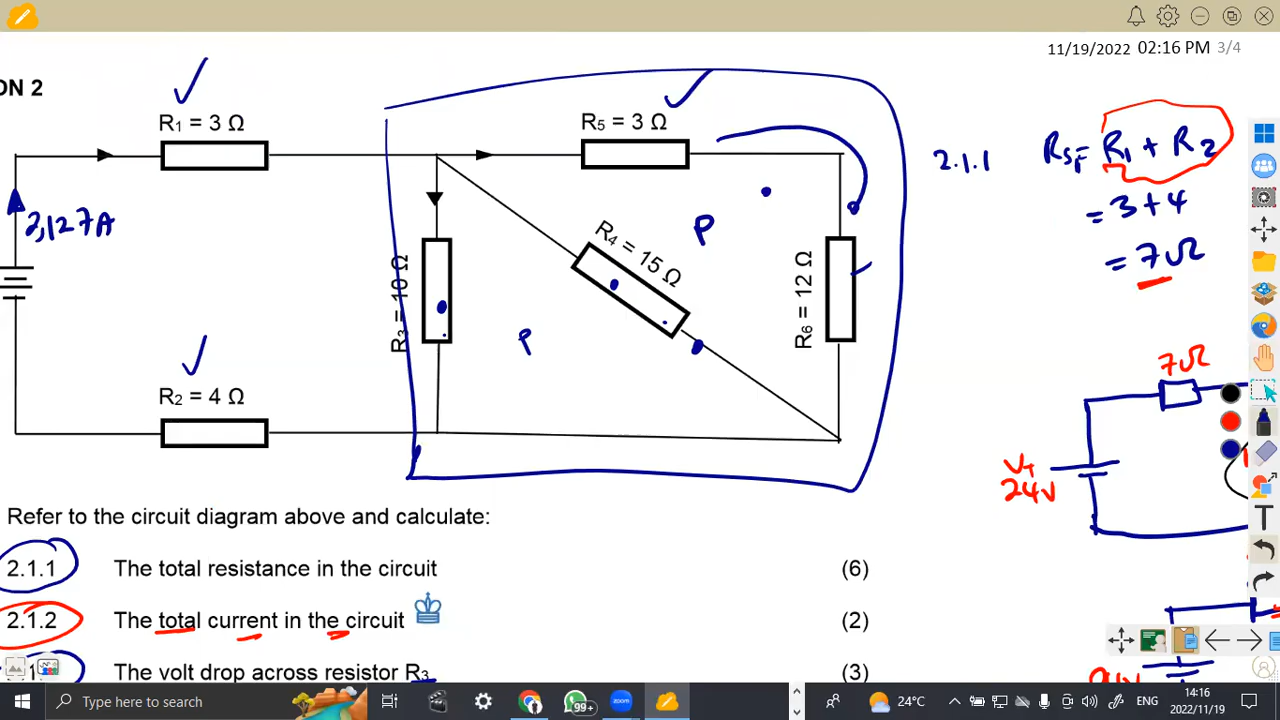 11/19/2022 02:16 PM 3/4
ON 2
R1 = 3 Ω
R5 = 3 Ω
2.1.1 RSF= R1 + R2
= 3+4
= 7Ω
2,127A
R3 = 10 Ω
R4 = 15 Ω
P
R6 = 12 Ω
P
R2 = 4 Ω
7Ω
VT
24V
Refer to the circuit diagram above and calculate:
2.1.1 The total resistance in the circuit (6)
2.1.2 The total current in the circuit (2)
The volt drop across resistor R3 (3)
T
Type here to search
99+
zoom
24°C
ENG
14:16
2022/11/19